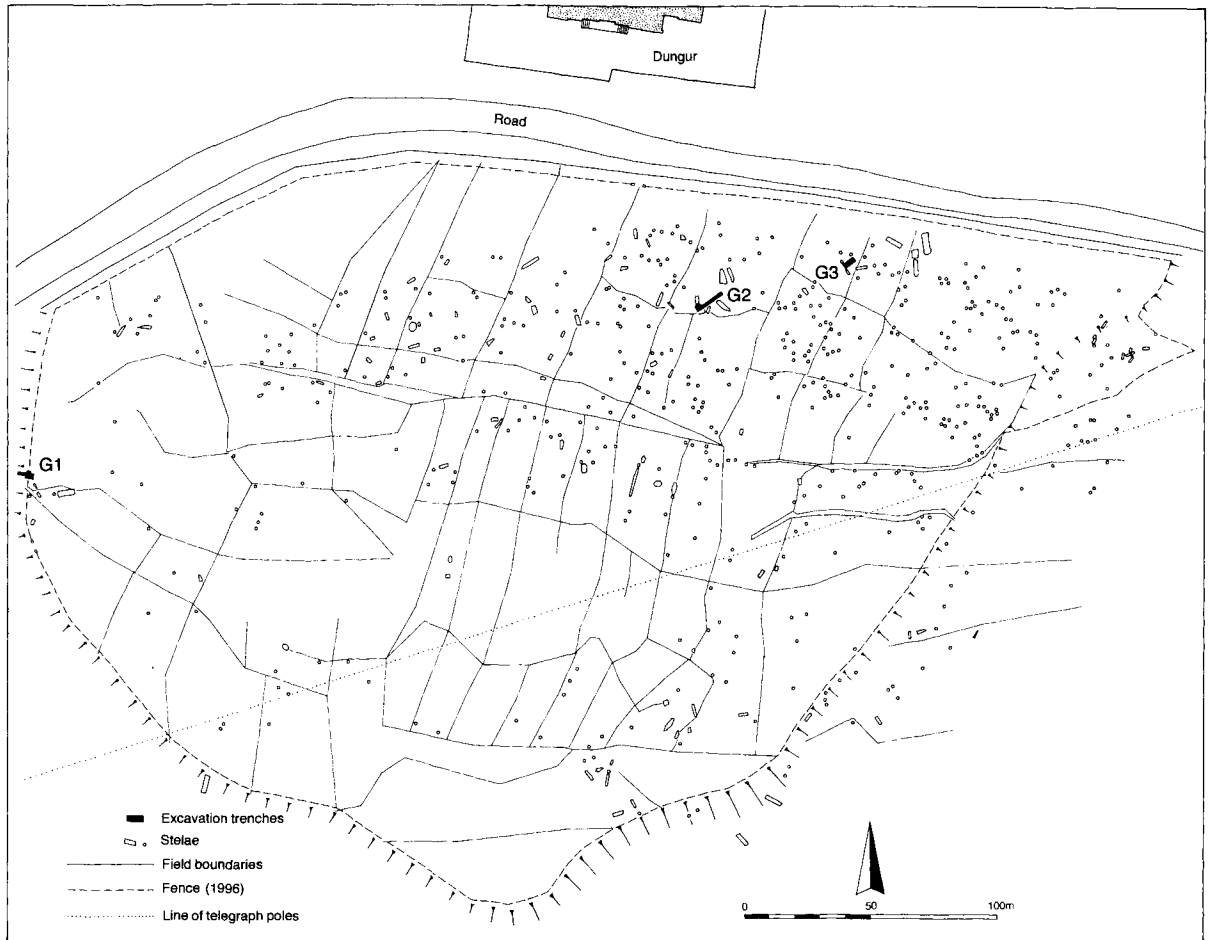 Dungur
Road
G3
G2
G1
Excavation trenches
Stelae
Field boundaries
Fence (1996)
Line of telegraph poles
0 50 100m